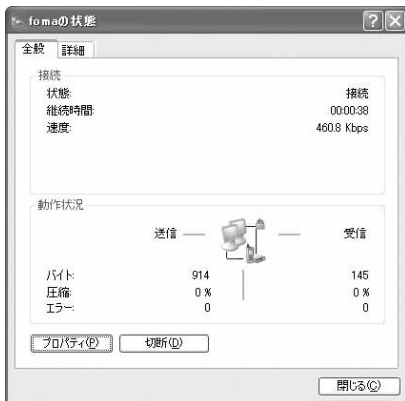 fomaの状態
全般 詳細
接続
状態: 接続
継続時間: 00:00:38
速度: 460.8 Kbps
動作状況
送信 受信
バイト: 914 145
圧縮: 0 % 0 %
エラー: 0 0
プロパティ(P) 切断(D)
閉じる(C)